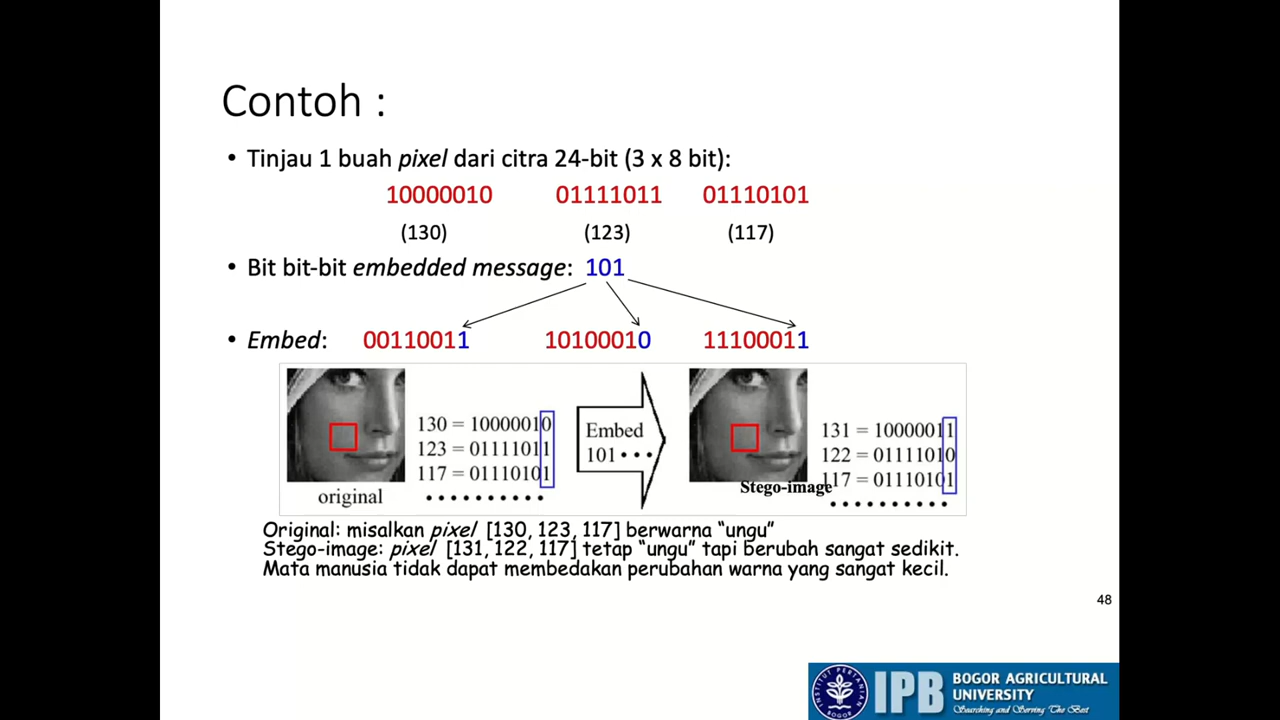 Contoh :
• Tinjau 1 buah pixel dari citra 24-bit (3 x 8 bit):
10000010 01111011 01110101
(130) (123) (117)
• Bit bit-bit embedded message: 101
• Embed: 00110011 10100010 11100011
130 = 10000010
123 = 01111011
117 = 01110101
• • • • • • • • • •
original
Embed
101 • • •
131 = 10000011
122 = 01111010
117 = 01110101
Stego-image
• • • • • • • • • •
Original: misalkan pixel [130, 123, 117] berwarna “ungu”
Stego-image: pixel [131, 122, 117] tetap “ungu” tapi berubah sangat sedikit.
Mata manusia tidak dapat membedakan perubahan warna yang sangat kecil.
48
INSTITUT PERTANIAN
BOGOR
IPB
BOGOR AGRICULTURAL
UNIVERSITY
Searching and Serving The Best